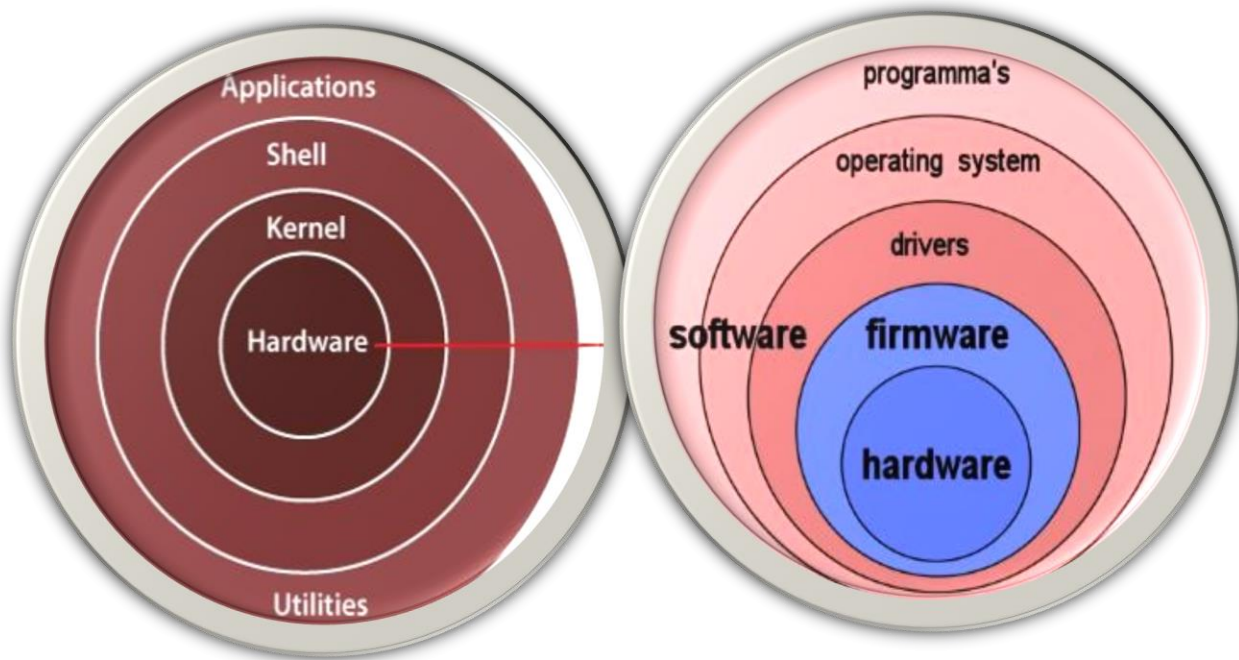 Applications
Shell
Kernel
Hardware
Utilities
programma's
operating system
drivers
software
firmware
hardware